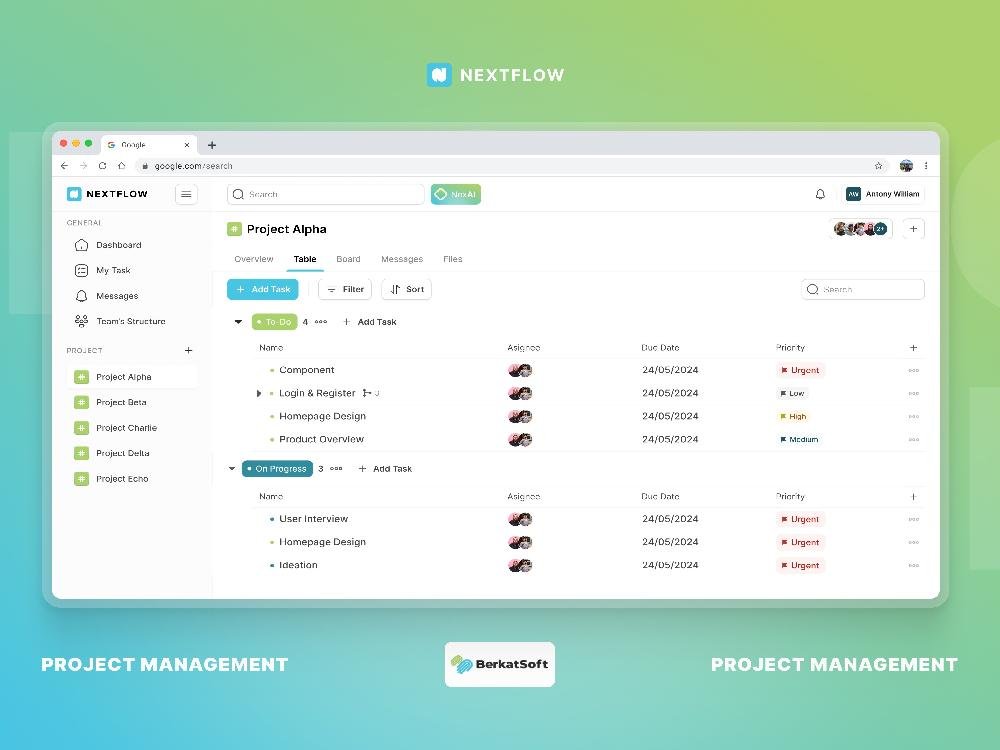 NEXTFLOW
Google
google.com/search
NEXTFLOW
Search
NexAI
AW
Antony William
GENERAL
Dashboard
My Task
Messages
Team's Structure
PROJECT
Project Alpha
Project Beta
Project Charlie
Project Delta
Project Echo
Project Alpha
2+
Overview Table Board Messages Files
Add Task Filter Sort Search
To-Do 4 Add Task
Name Asignee Due Date Priority
Component 24/05/2024 Urgent
Login & Register 24/05/2024 Low
Homepage Design 24/05/2024 High
Product Overview 24/05/2024 Medium
On Progress 3 Add Task
Name Asignee Due Date Priority
User Interview 24/05/2024 Urgent
Homepage Design 24/05/2024 Urgent
Ideation 24/05/2024 Urgent
PROJECT MANAGEMENT
BerkatSoft
PROJECT MANAGEMENT